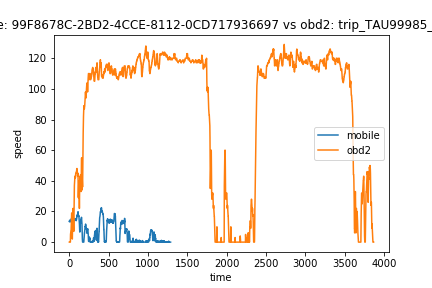 e: 99F8678C-2BD2-4CCE-8112-0CD717936697 vs obd2: trip_TAU99985_
120
100
80
60
40
20
0
speed
mobile
obd2
0 500 1000 1500 2000 2500 3000 3500 4000
time